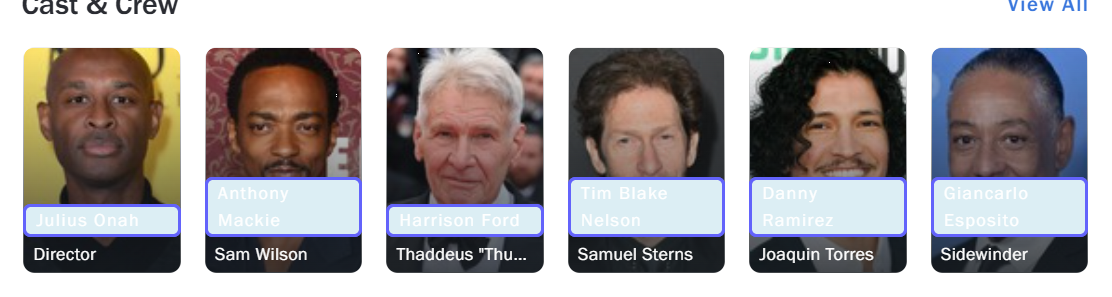 Cast & Crew
View All
Julius Onah
Director
Anthony
Mackie
Sam Wilson
Harrison Ford
Thaddeus "Thu...
Tim Blake
Nelson
Samuel Sterns
Danny
Ramirez
Joaquin Torres
Giancarlo
Esposito
Sidewinder